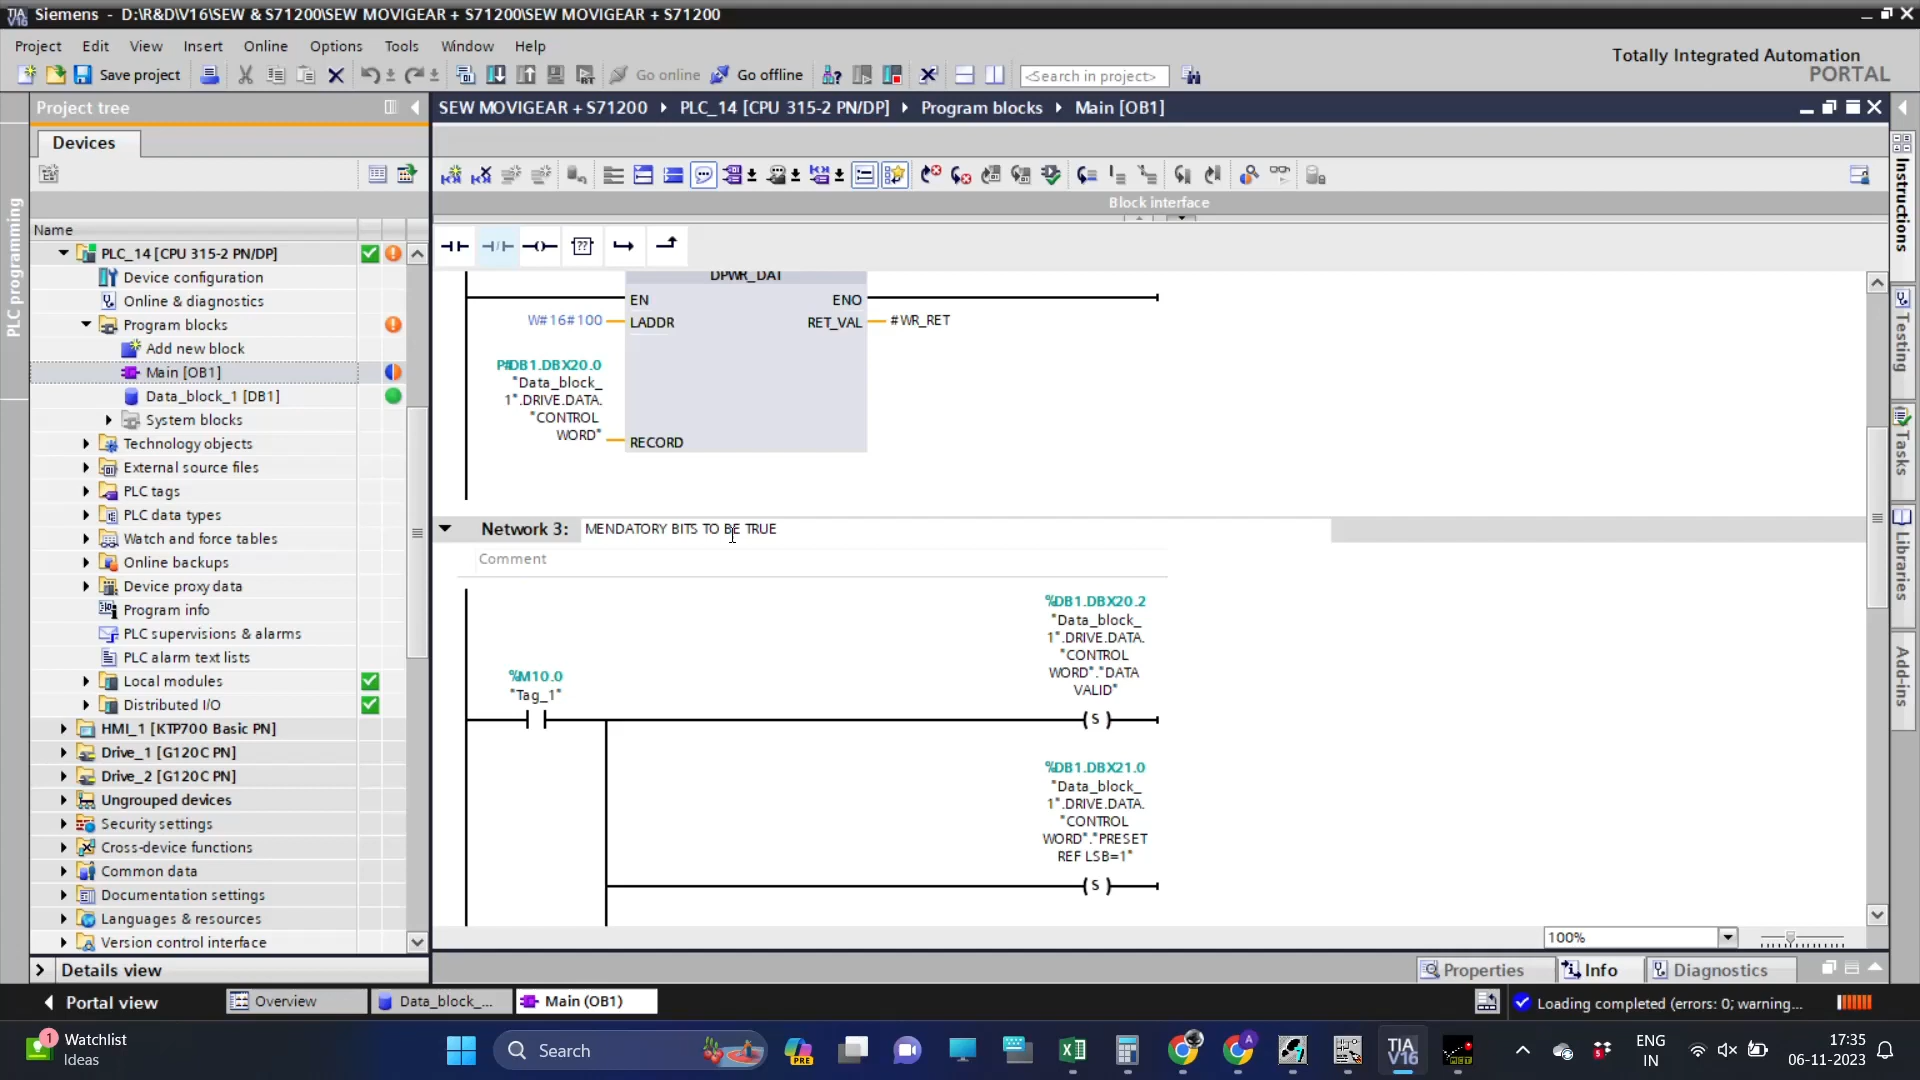 TIA V16 Siemens - D:\R&D\V16\SEW & S71200\SEW MOVIGEAR + S71200\SEW MOVIGEAR + S71200
Project Edit View Insert Online Options Tools Window Help
Totally Integrated Automation
PORTAL
Save project Go online Go offline <Search in project>
Project tree
SEW MOVIGEAR + S71200 PLC_14 [CPU 315-2 PN/DP] Program blocks Main [OB1]
Devices
PLC programming
Name
PLC_14 [CPU 315-2 PN/DP]
Device configuration
Online & diagnostics
Program blocks
Add new block
Main [OB1]
Data_block_1 [DB1]
System blocks
Technology objects
External source files
PLC tags
PLC data types
Watch and force tables
Online backups
Device proxy data
Program info
PLC supervisions & alarms
PLC alarm text lists
Local modules
Distributed I/O
HMI_1 [KTP700 Basic PN]
Drive_1 [G120C PN]
Drive_2 [G120C PN]
Ungrouped devices
Security settings
Cross-device functions
Common data
Documentation settings
Languages & resources
Version control interface
Details view
Block interface
??
DPWR_DAT
EN ENO
W#16#100 LADDR RET_VAL #WR_RET
P#DB1.DBX20.0
"Data_block_
1".DRIVE.DATA.
"CONTROL
WORD" RECORD
Network 3: MENDATORY BITS TO BE TRUE
Comment
%DB1.DBX20.2
"Data_block_
1".DRIVE.DATA.
"CONTROL
WORD"."DATA
VALID"
%M10.0
"Tag_1"
S
%DB1.DBX21.0
"Data_block_
1".DRIVE.DATA.
"CONTROL
WORD"."PRESET
REF LSB=1"
S
100%
Instructions
Testing
Tasks
Libraries
Add-ins
Properties Info Diagnostics
Portal view Overview Data_block_... Main (OB1) Loading completed (errors: 0; warning...
1 Watchlist
Ideas
Search
PRE
A
TIA
V16
ENG
IN
17:35
06-11-2023